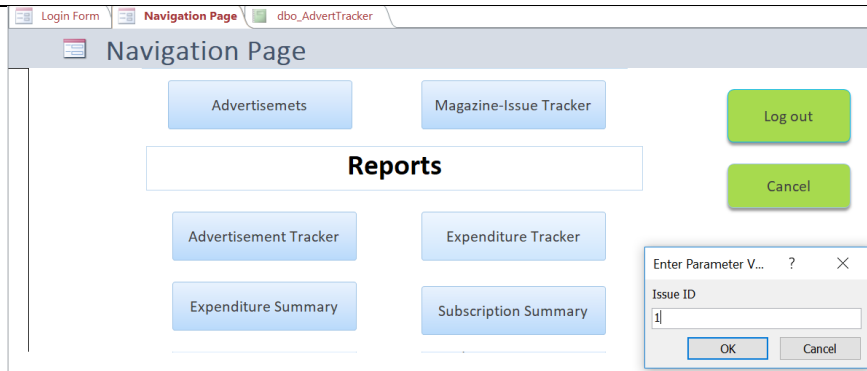 Login Form
Navigation Page
dbo_AdvertTracker
Navigation Page
Advertisemets
Magazine-Issue Tracker
Log out
Reports
Cancel
Advertisement Tracker
Expenditure Tracker
Expenditure Summary
Subscription Summary
Enter Parameter V... ?
Issue ID
1
OK
Cancel